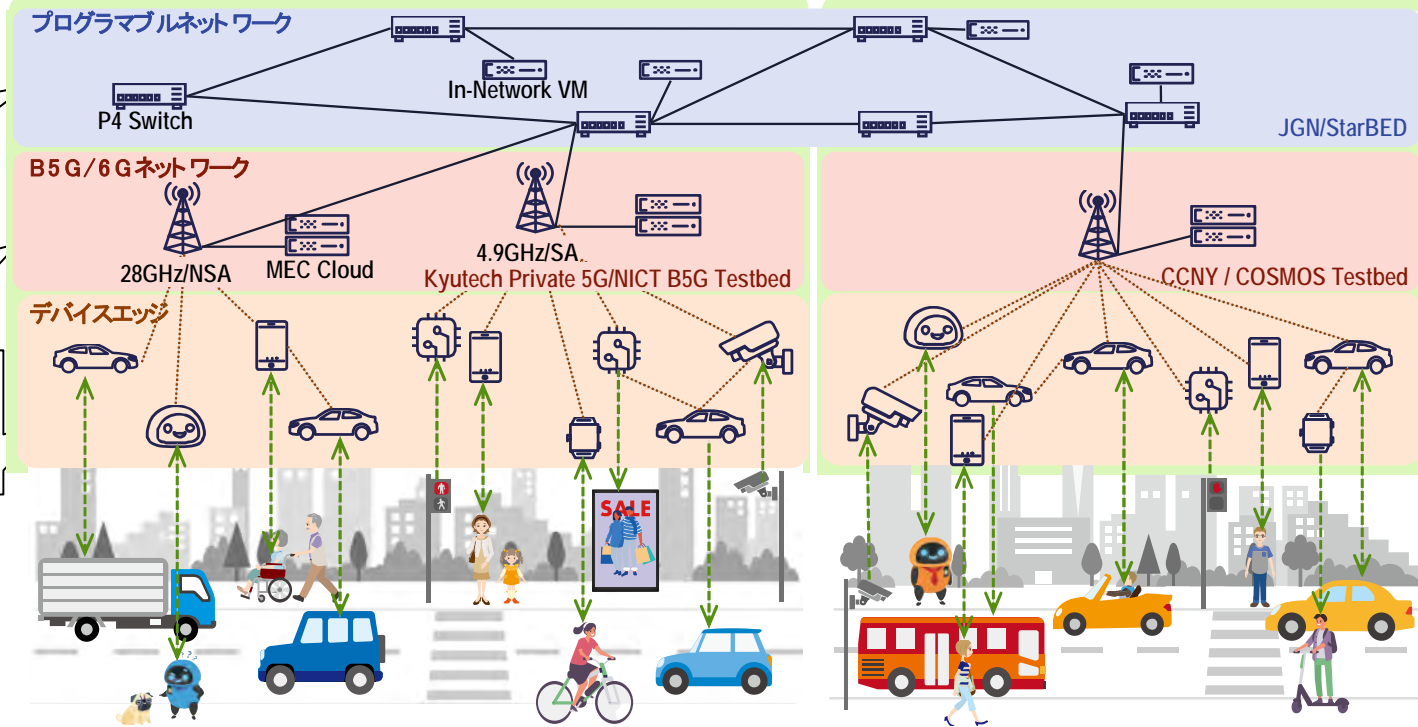 プログラマブルネットワーク
In-Network VM
P4 Switch
JGN/StarBED
B5G/6Gネットワーク
4.9GHz/SA
28GHz/NSA
MEC Cloud
Kyutech Private 5G/NICT B5G Testbed
CCNY / COSMOS Testbed
デバイスエッジ
SALE
???